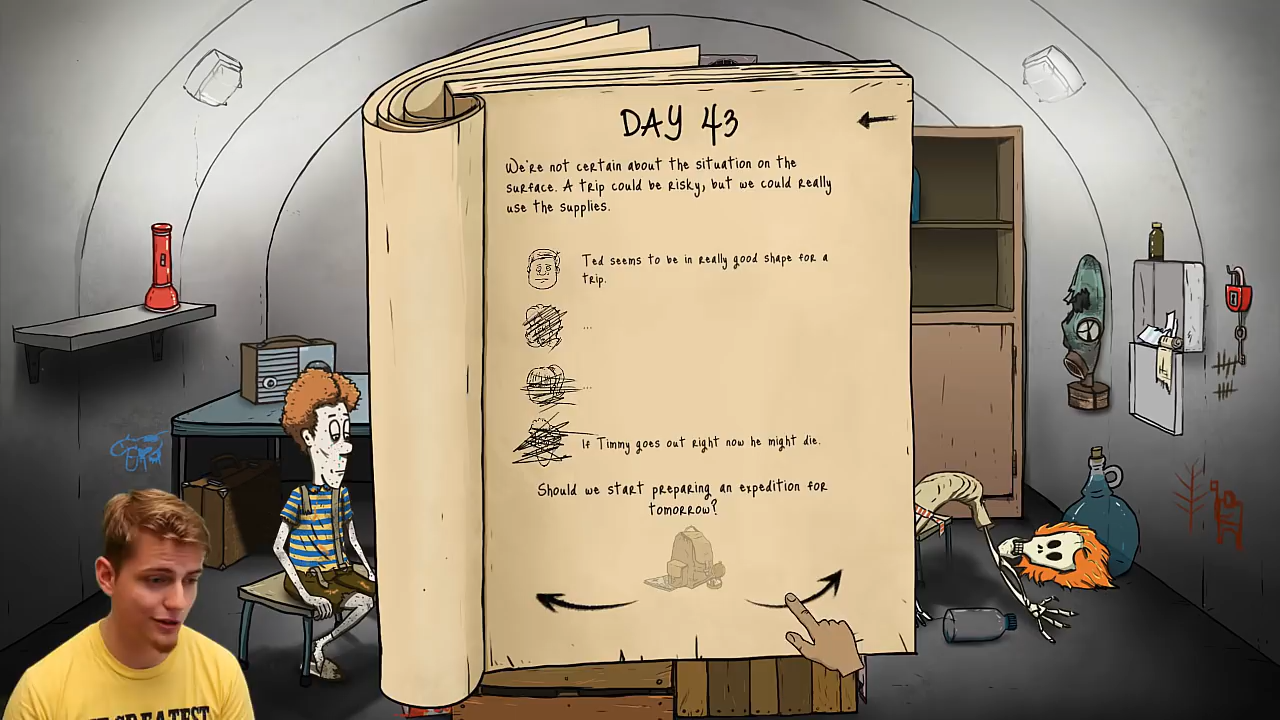 DAY 43
We're not certain about the situation on the
surface. A trip could be risky, but we could really
use the supplies.
Ted seems to be in really good shape for a
trip.
...
...
If Timmy goes out right now he might die.
Should we start preparing an expedition for
tomorrow?
GREATEST